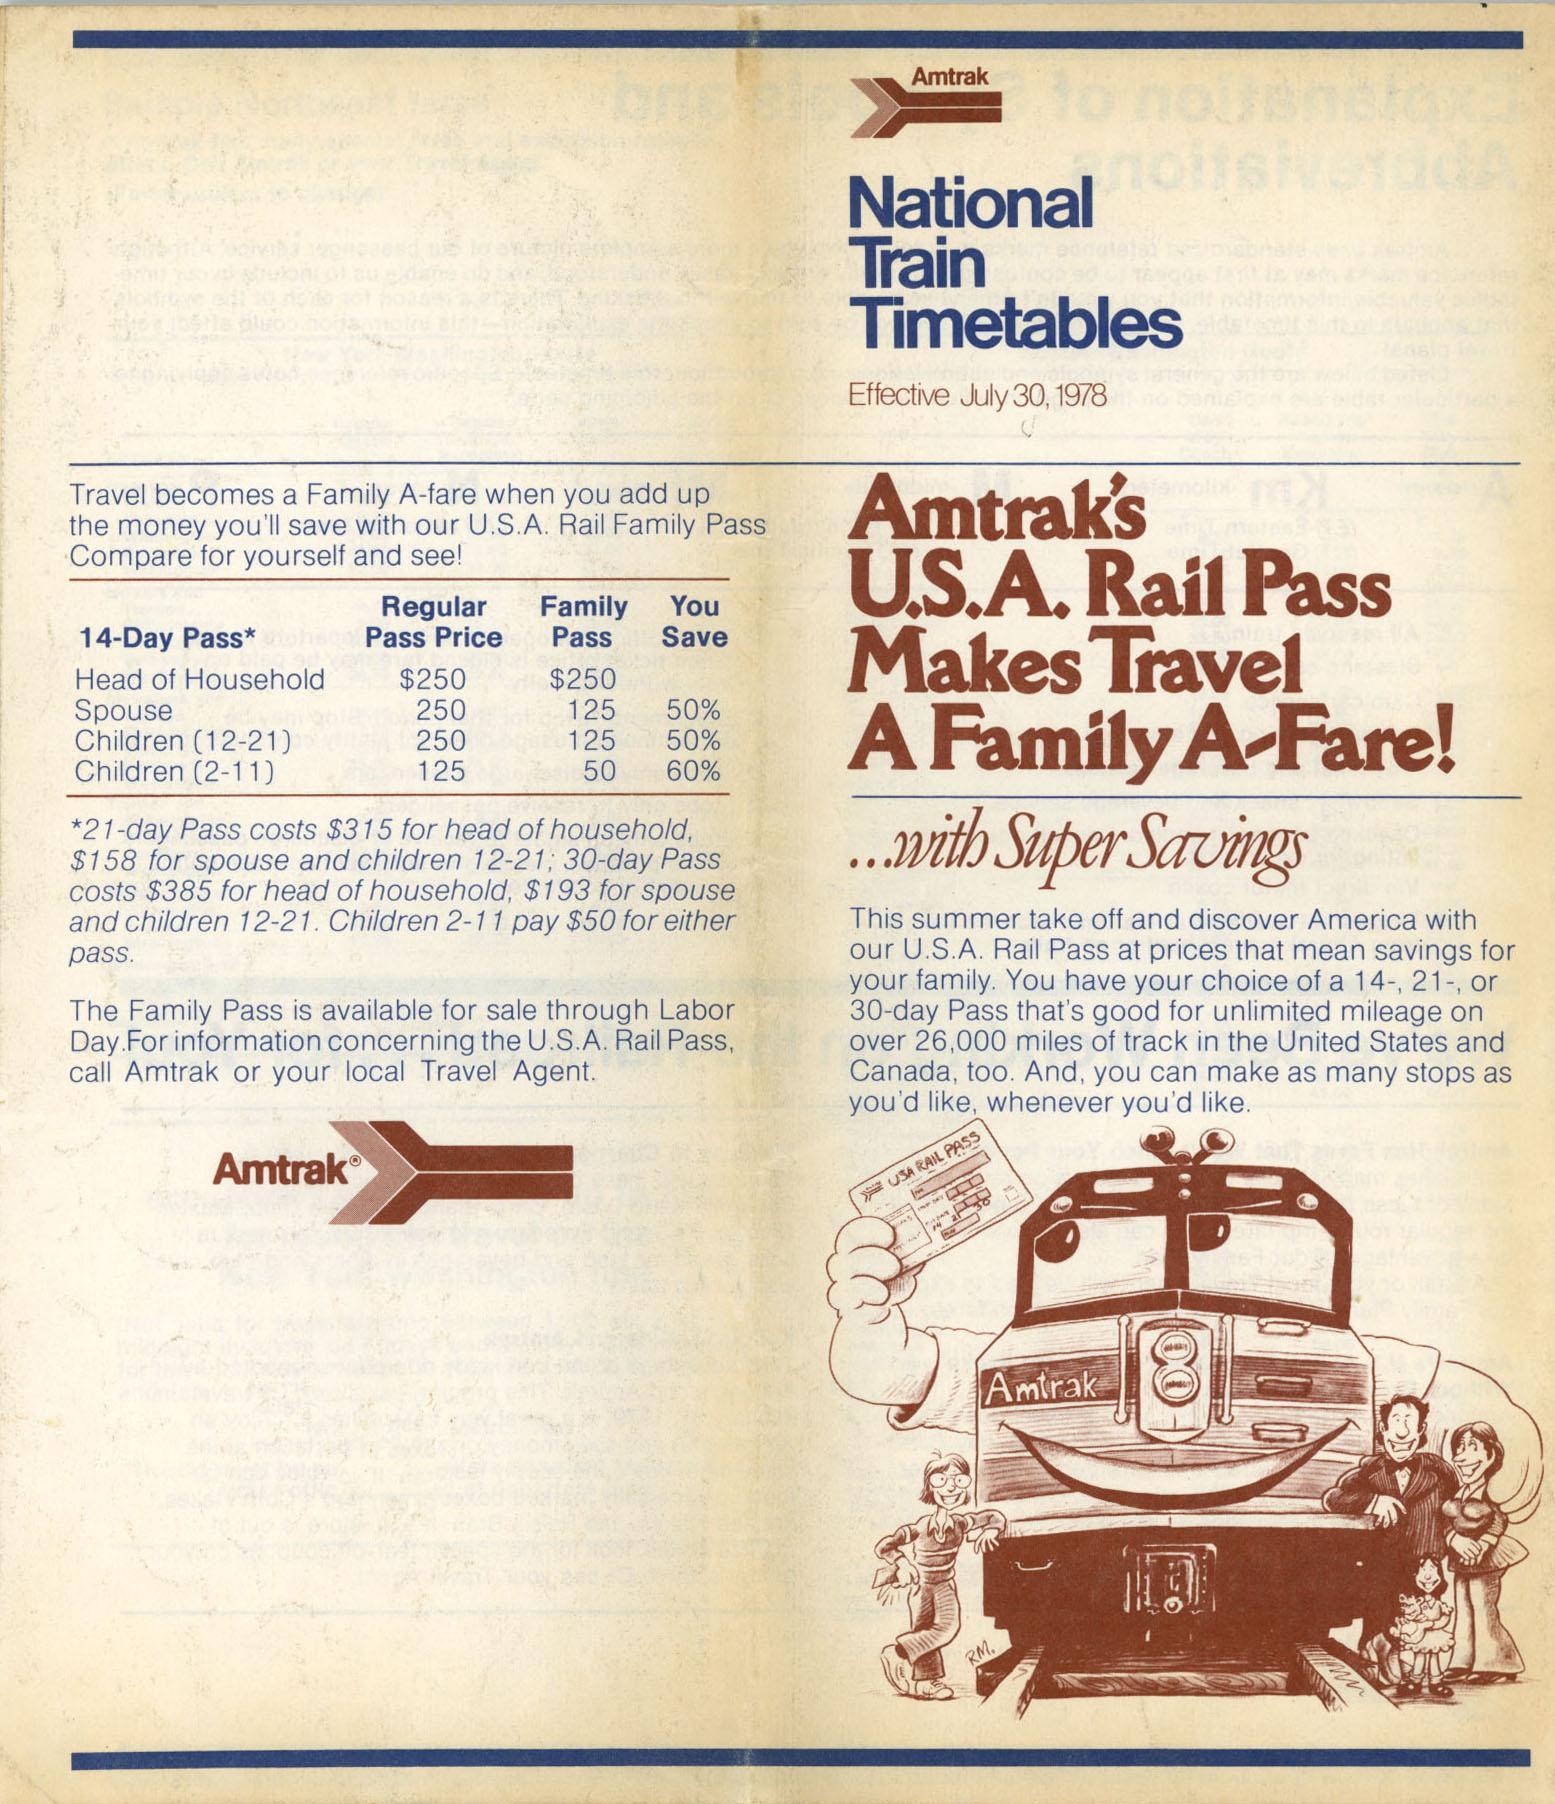 Amtrak
National
Train
Timetables
Effective July 30, 1978
Travel becomes a Family A-fare when you add up
the money you'll save with our U.S.A. Rail Family Pass
Compare for yourself and see!
14-Day Pass* Regular Pass Price Family Pass You Save
Head of Household $250 $250
Spouse 250 125 50%
Children (12-21) 250 125 50%
Children (2-11) 125 50 60%
*21-day Pass costs $315 for head of household,
$158 for spouse and children 12-21; 30-day Pass
costs $385 for head of household, $193 for spouse
and children 12-21. Children 2-11 pay $50 for either
pass.
The Family Pass is available for sale through Labor
Day.For information concerning the U.S.A. Rail Pass,
call Amtrak or your local Travel Agent.
Amtrak®
Amtrak's
U.S.A. Rail Pass
Makes Travel
A Family A-Fare!
...with Super Savings
This summer take off and discover America with
our U.S.A. Rail Pass at prices that mean savings for
your family. You have your choice of a 14-, 21-, or
30-day Pass that's good for unlimited mileage on
over 26,000 miles of track in the United States and
Canada, too. And, you can make as many stops as
you'd like, whenever you'd like.
USA RAIL PASS
14 21 30
Amtrak
RM.